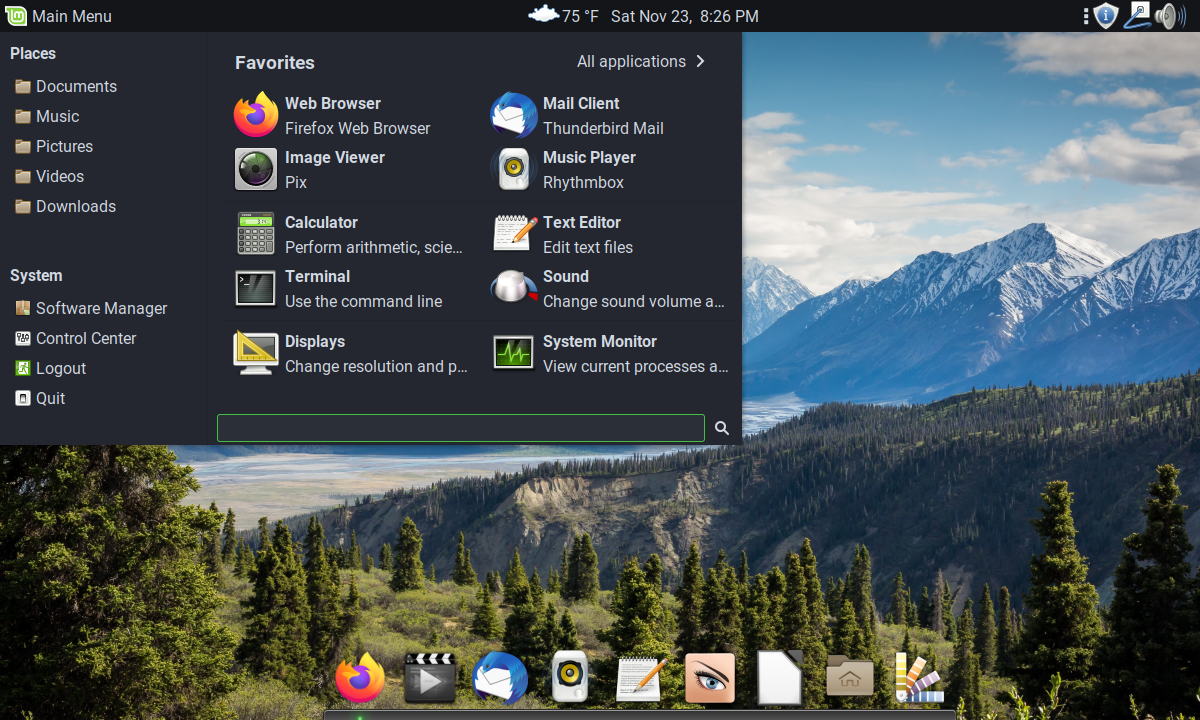 Main Menu
75 °F Sat Nov 23, 8:26 PM
Places
Documents
Music
Pictures
Videos
Downloads
System
Software Manager
Control Center
Logout
Quit
Favorites
All applications
Web Browser
Firefox Web Browser
Mail Client
Thunderbird Mail
Image Viewer
Pix
Music Player
Rhythmbox
Calculator
Perform arithmetic, scie…
Text Editor
Edit text files
Terminal
Use the command line
Sound
Change sound volume a…
Displays
Change resolution and p…
System Monitor
View current processes a…